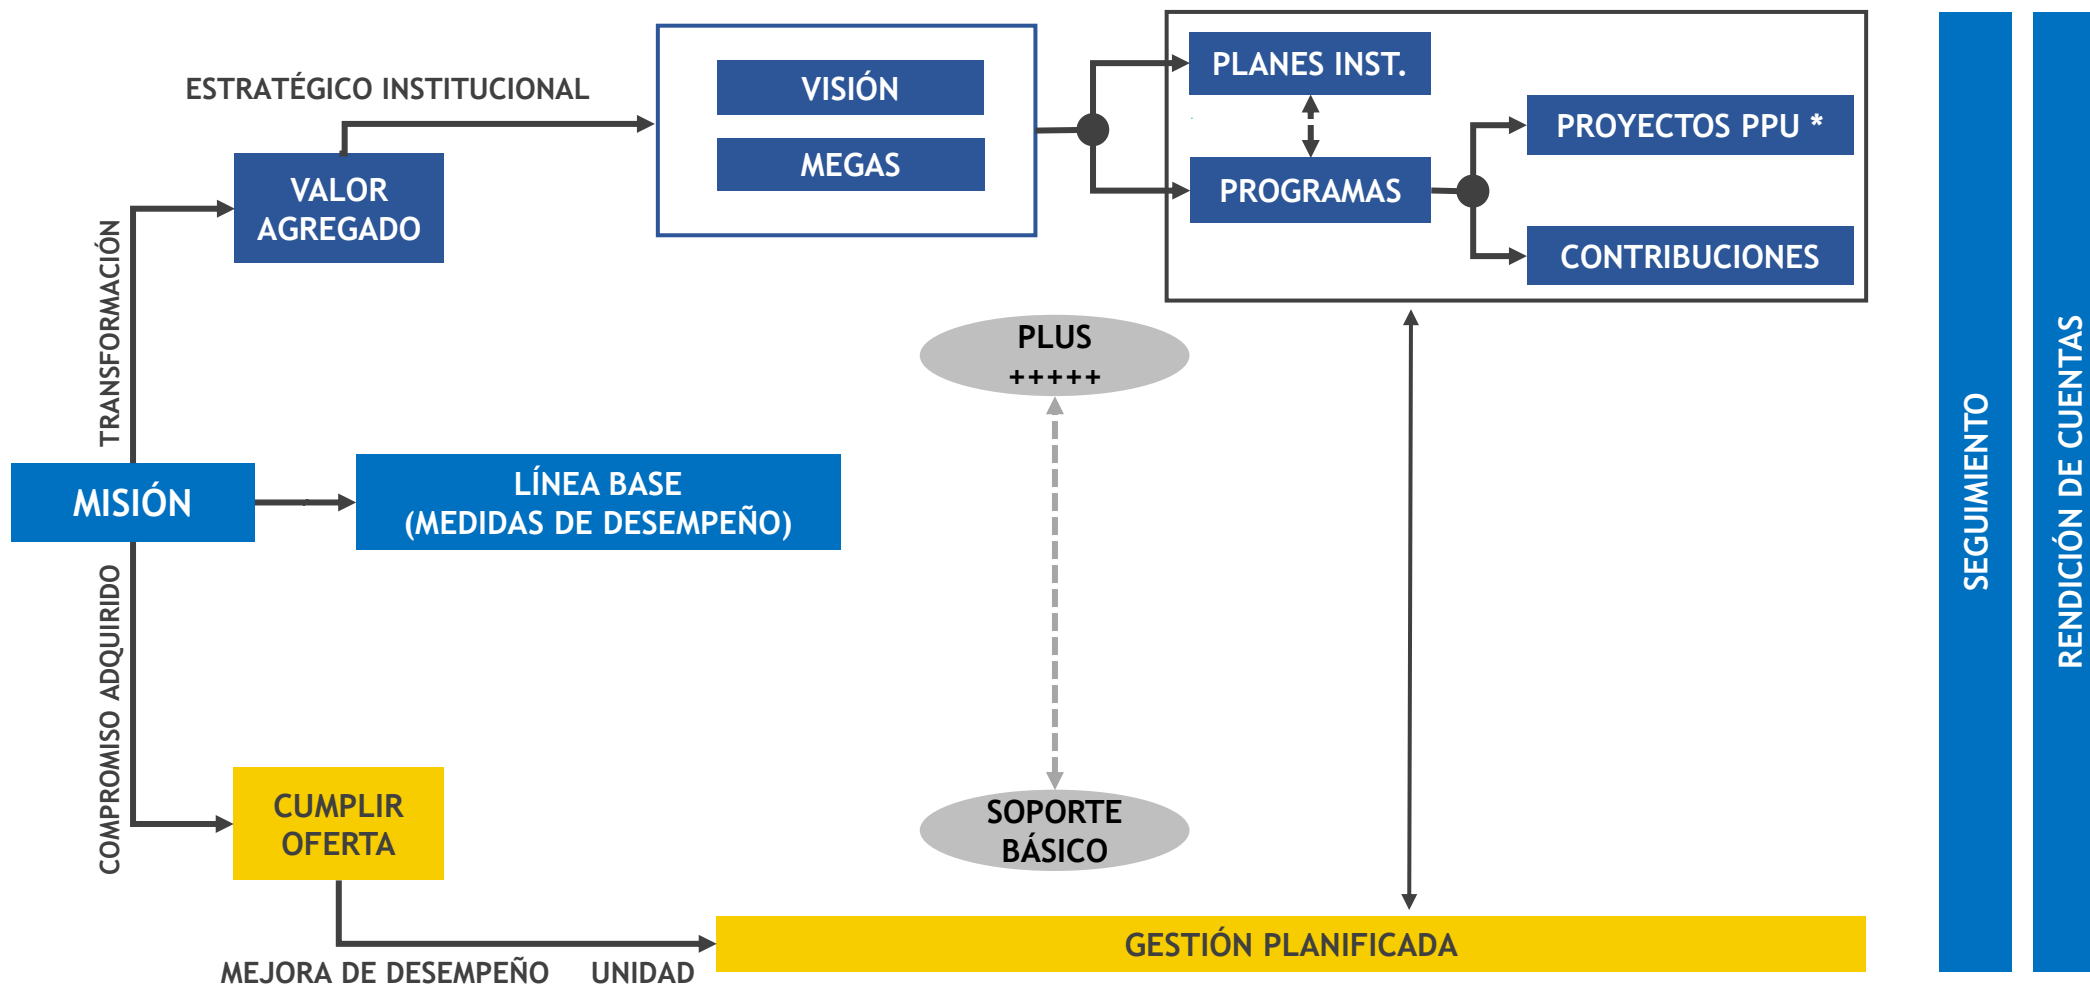 ESTRATÉGICO INSTITUCIONAL
VISIÓN
MEGAS
PLANES INST.
PROGRAMAS
PROYECTOS PPU *
CONTRIBUCIONES
VALOR
AGREGADO
TRANSFORMACIÓN
PLUS
+++++
MISIÓN
LÍNEA BASE
(MEDIDAS DE DESEMPEÑO)
COMPROMISO ADQUIRIDO
CUMPLIR
OFERTA
SOPORTE
BÁSICO
GESTIÓN PLANIFICADA
MEJORA DE DESEMPEÑO UNIDAD
SEGUIMIENTO
RENDICIÓN DE CUENTAS